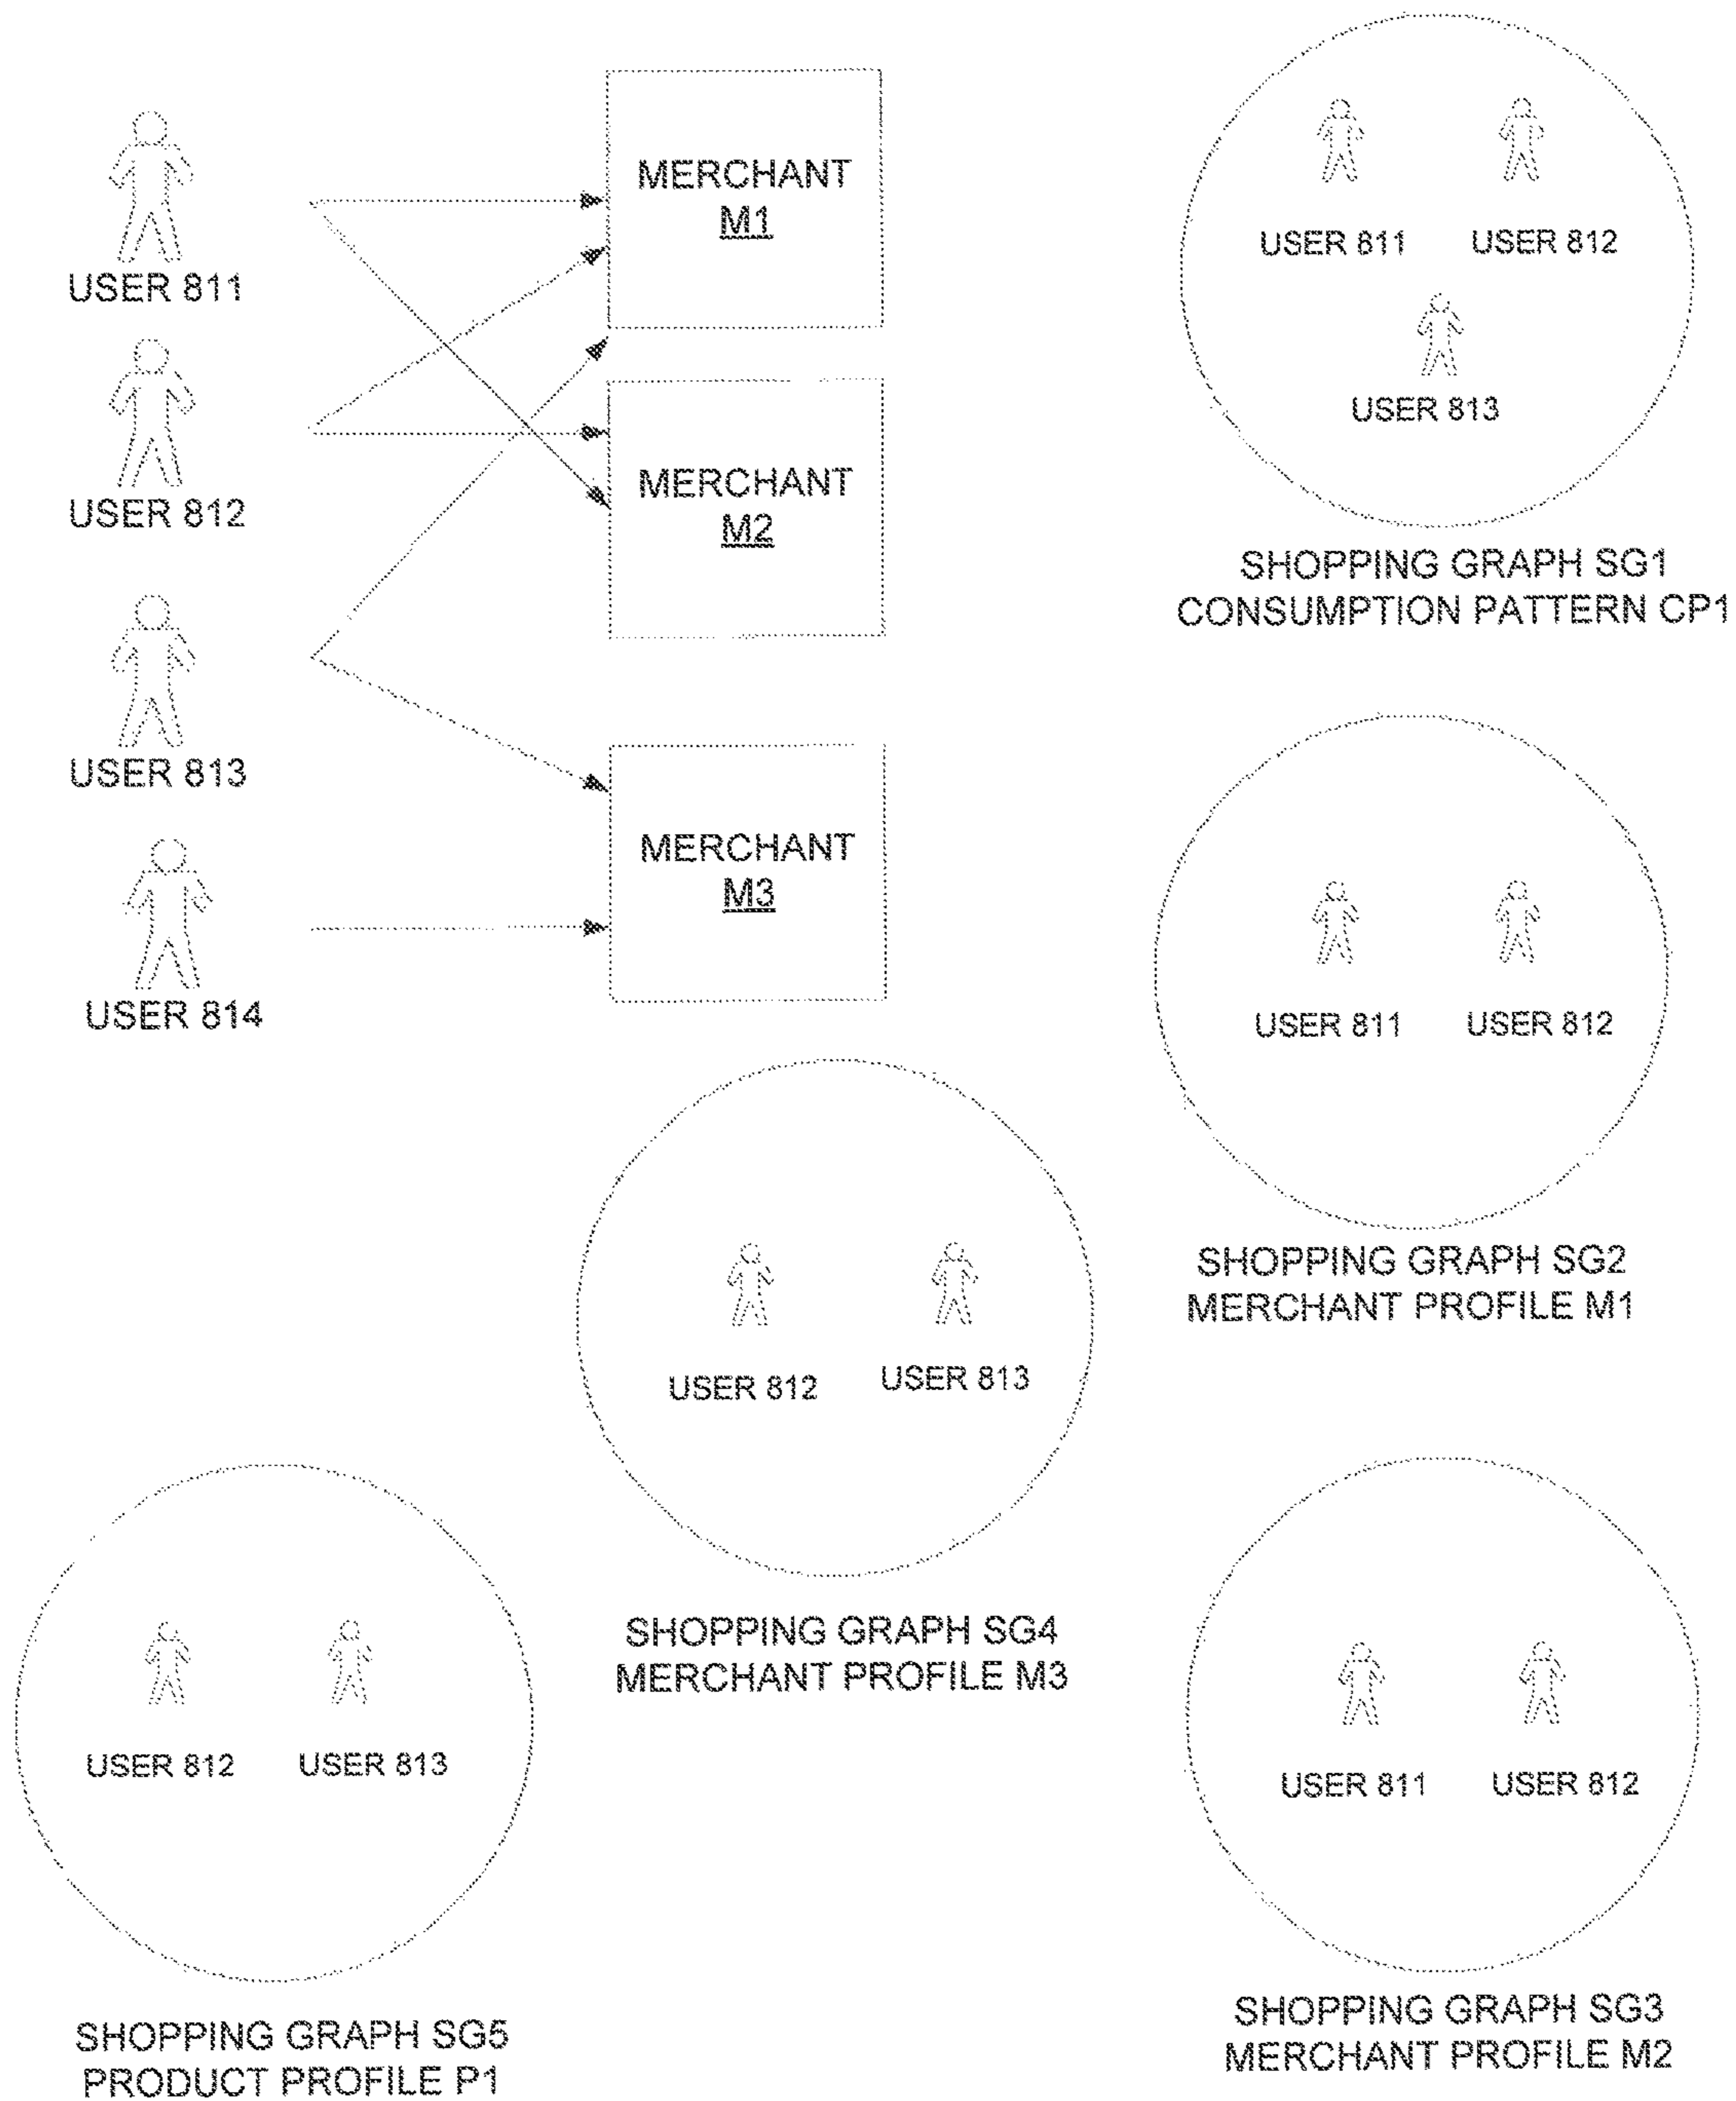 USER 811
USER 812
USER 813
USER 814
MERCHANT
M1
MERCHANT
M2
MERCHANT
M3
USER 811
USER 812
USER 813
SHOPPING GRAPH SG1
CONSUMPTION PATTERN CP1
USER 811
USER 812
SHOPPING GRAPH SG2
MERCHANT PROFILE M1
USER 812
USER 813
SHOPPING GRAPH SG4
MERCHANT PROFILE M3
USER 812
USER 813
SHOPPING GRAPH SG5
PRODUCT PROFILE P1
USER 811
USER 812
SHOPPING GRAPH SG3
MERCHANT PROFILE M2